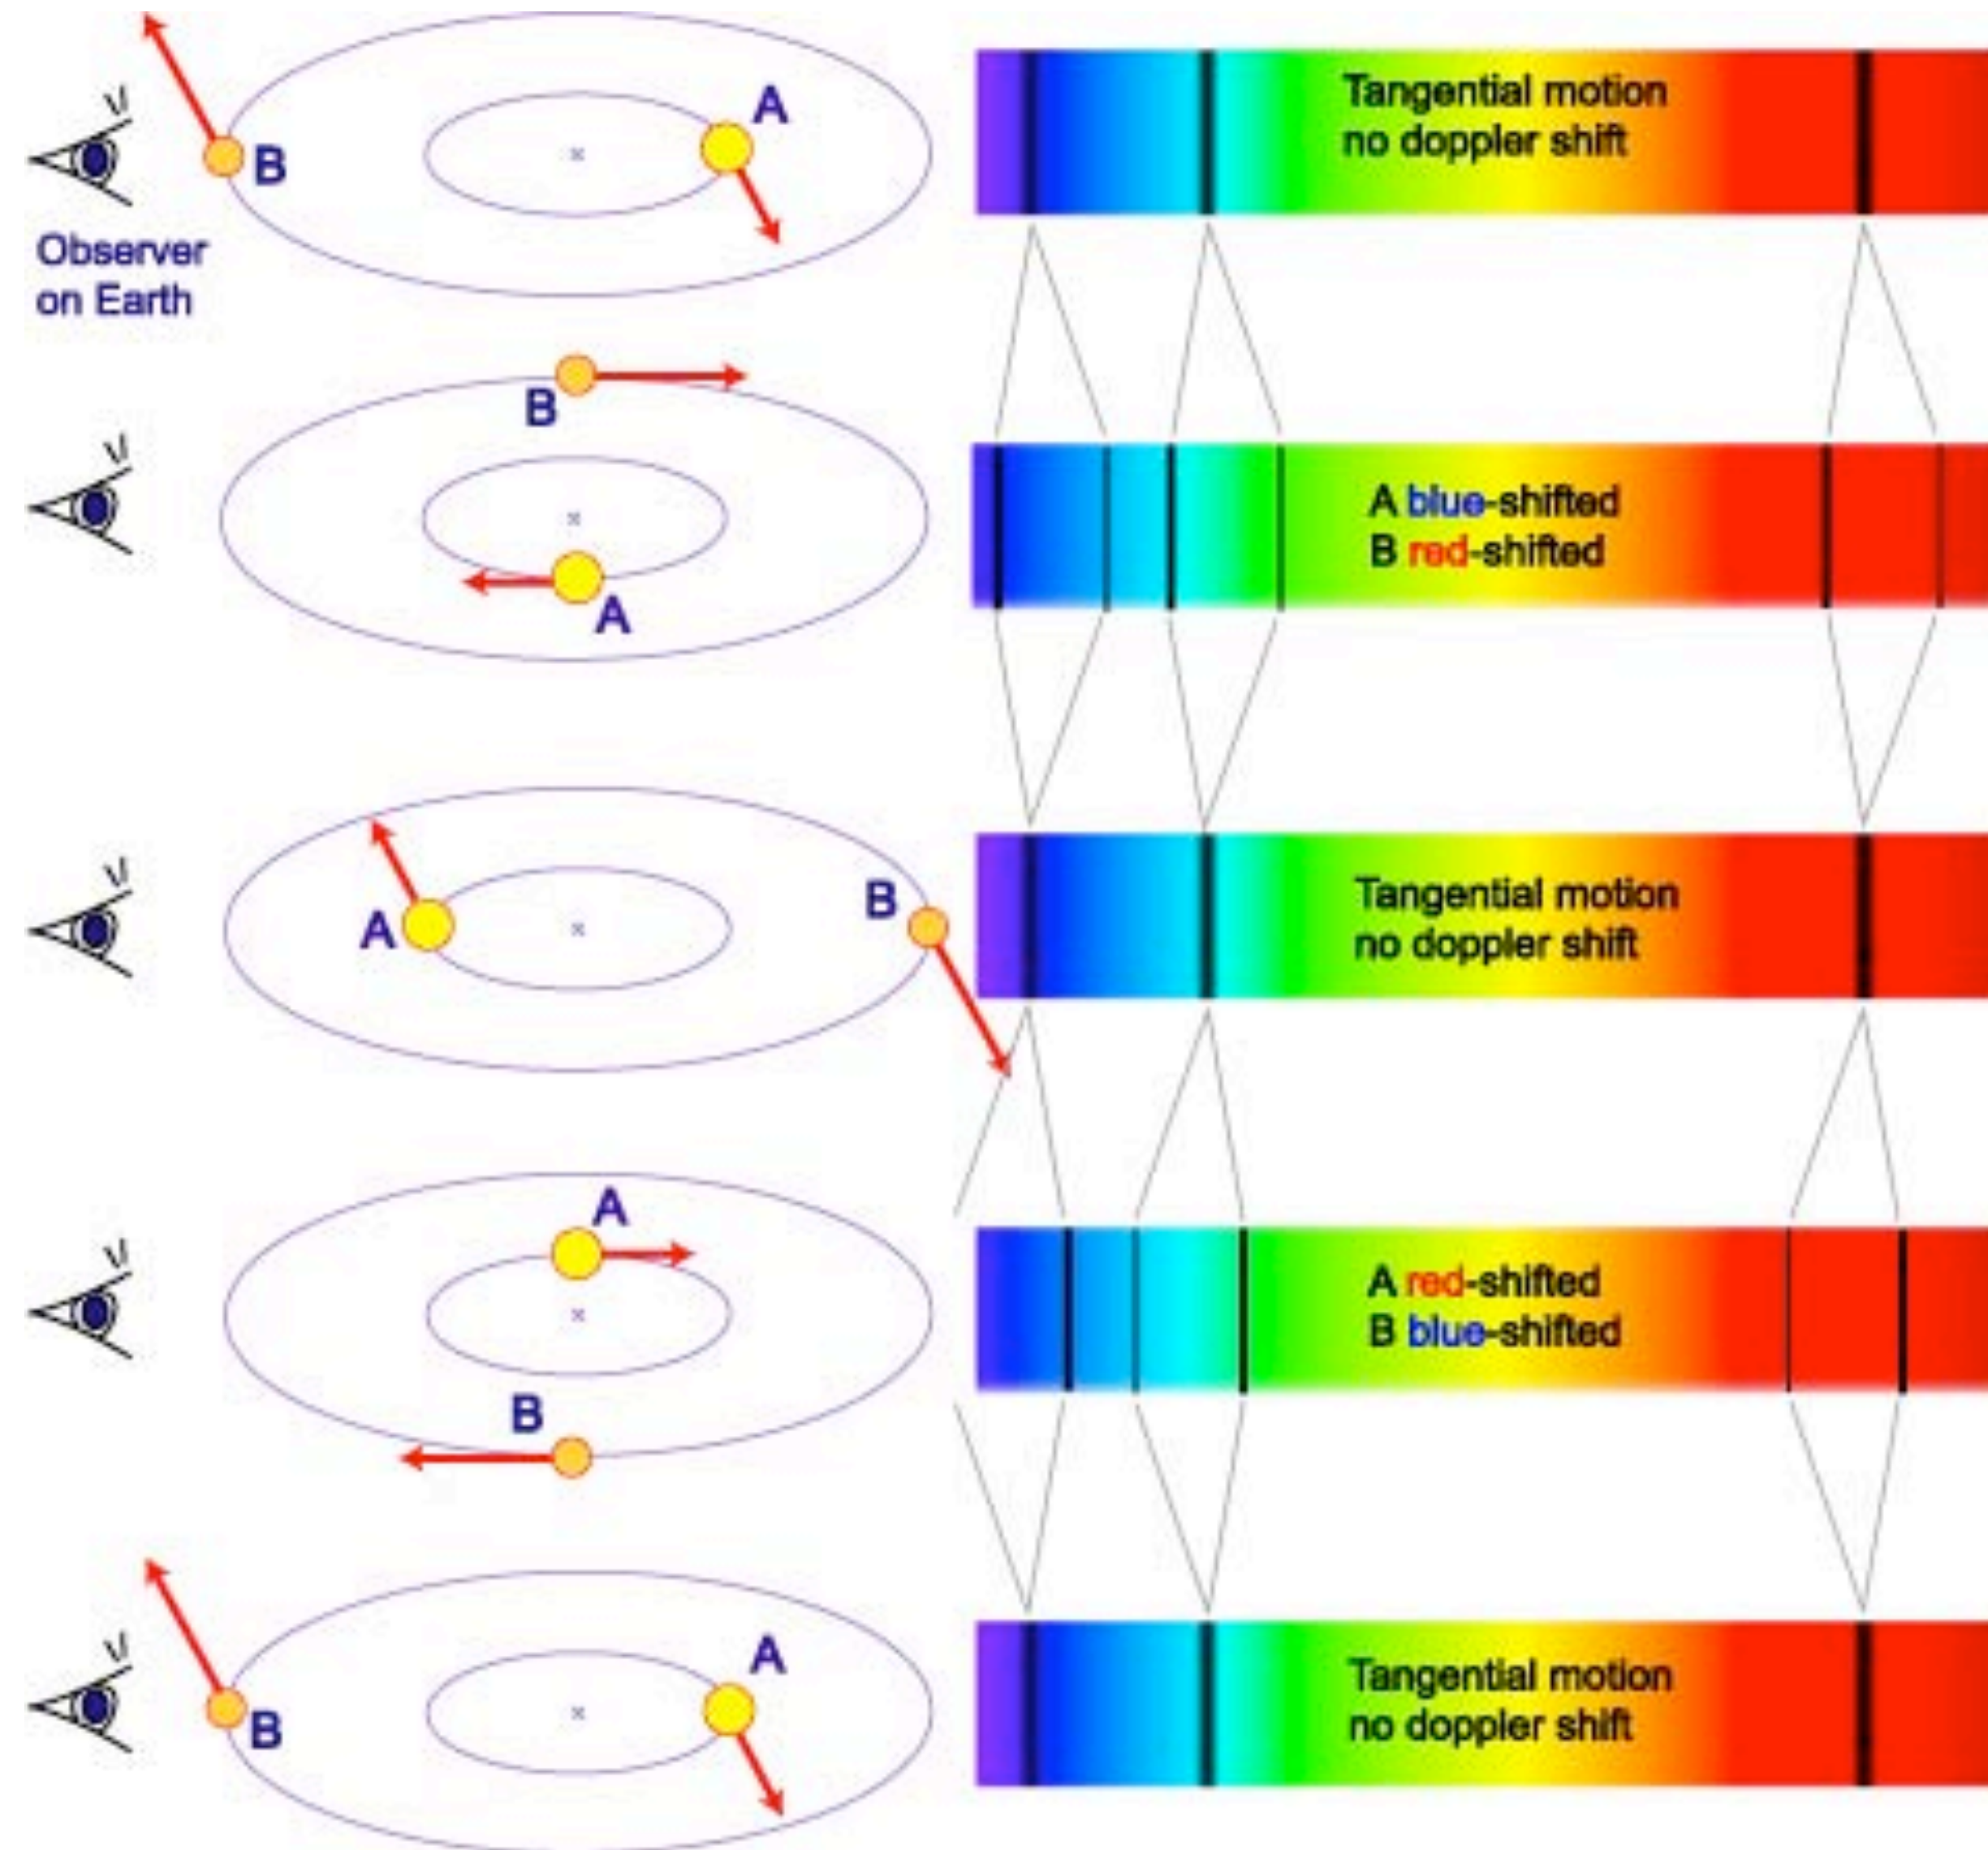 A
Tangential motion
no doppler shift
B
Observer
on Earth
B
A blue-shifted
B red-shifted
A
B
A
Tangential motion
no doppler shift
A
A red-shifted
B blue-shifted
B
A
Tangential motion
no doppler shift
B